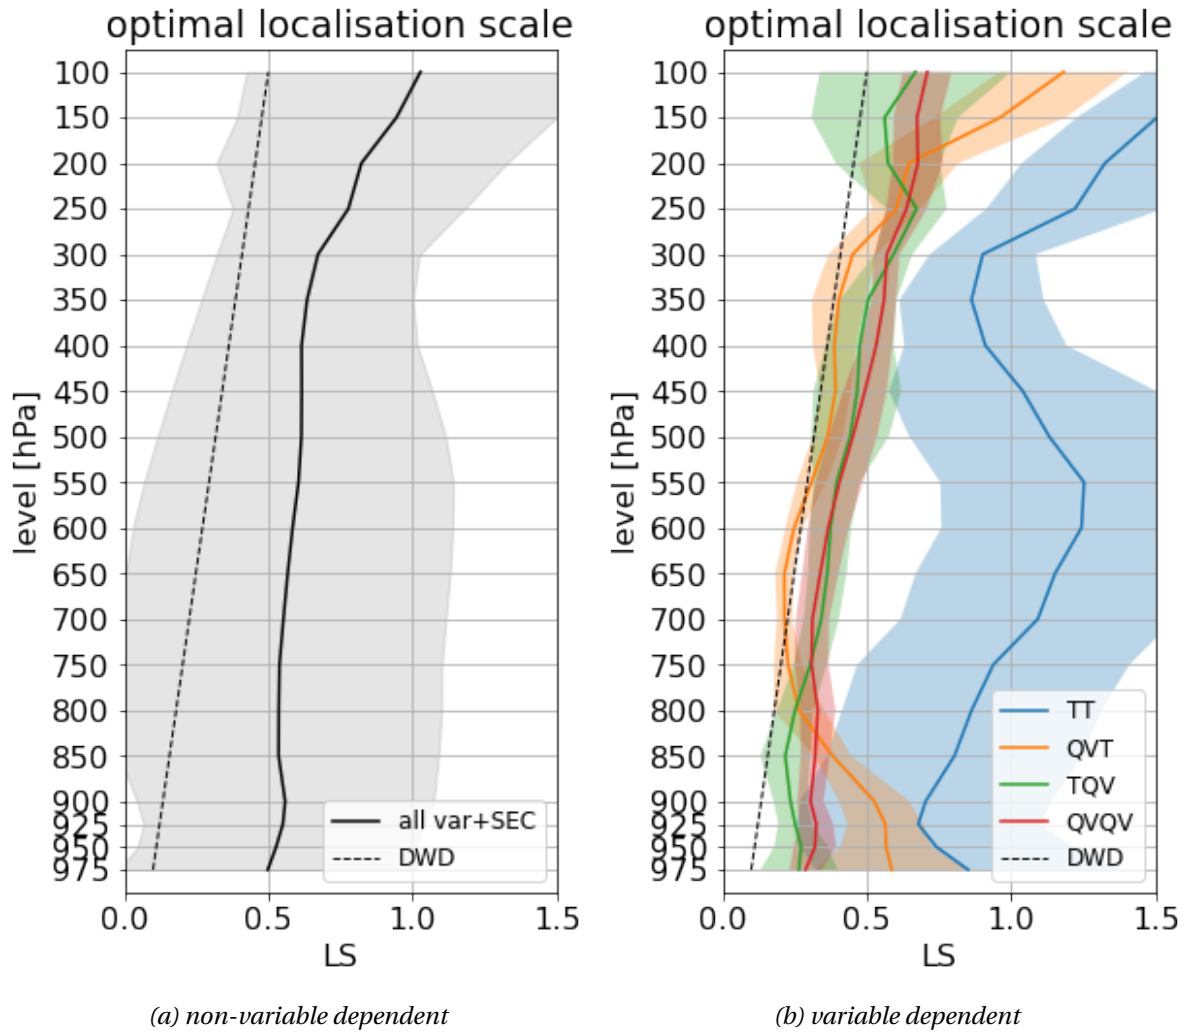 optimal localisation scale
100
150
200
250
300
350
400
450
500
550
600
650
700
750
800
850
900
925
950
975
level [hPa]
0.0 0.5 1.0 1.5
LS
all var+SEC
DWD
(a) non-variable dependent
optimal localisation scale
100
150
200
250
300
350
400
450
500
550
600
650
700
750
800
850
900
925
950
975
level [hPa]
0.0 0.5 1.0 1.5
LS
TT
QVT
TQV
QVQV
DWD
(b) variable dependent